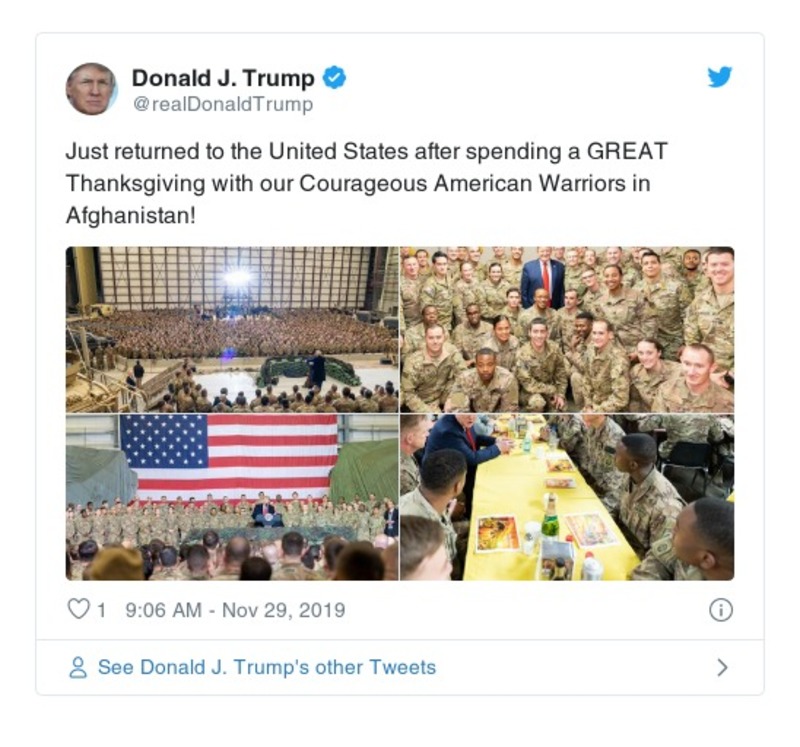 Donald J. Trump
@realDonaldTrump
Just returned to the United States after spending a GREAT
Thanksgiving with our Courageous American Warriors in
Afghanistan!
1 9:06 AM - Nov 29, 2019
See Donald J. Trump's other Tweets